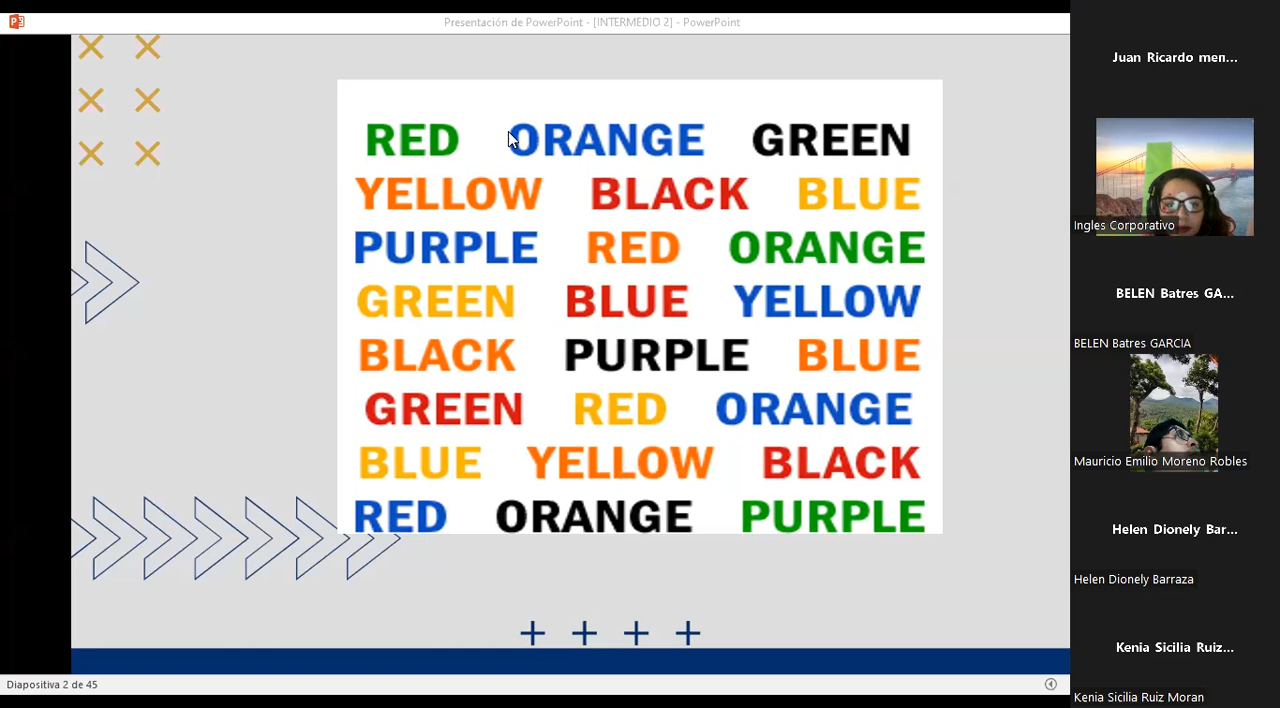 Presentación de PowerPoint - [INTERMEDIO 2] - PowerPoint
RED ORANGE GREEN
YELLOW BLACK BLUE
PURPLE RED ORANGE
GREEN BLUE YELLOW
BLACK PURPLE BLUE
GREEN RED ORANGE
BLUE YELLOW BLACK
RED ORANGE PURPLE
Diapositiva 2 de 45
Juan Ricardo men...
Ingles Corporativo
BELEN Batres GA...
BELEN Batres GARCIA
Mauricio Emilio Moreno Robles
Helen Dionely Bar...
Helen Dionely Barraza
Kenia Sicilia Ruiz...
Kenia Sicilia Ruiz Moran